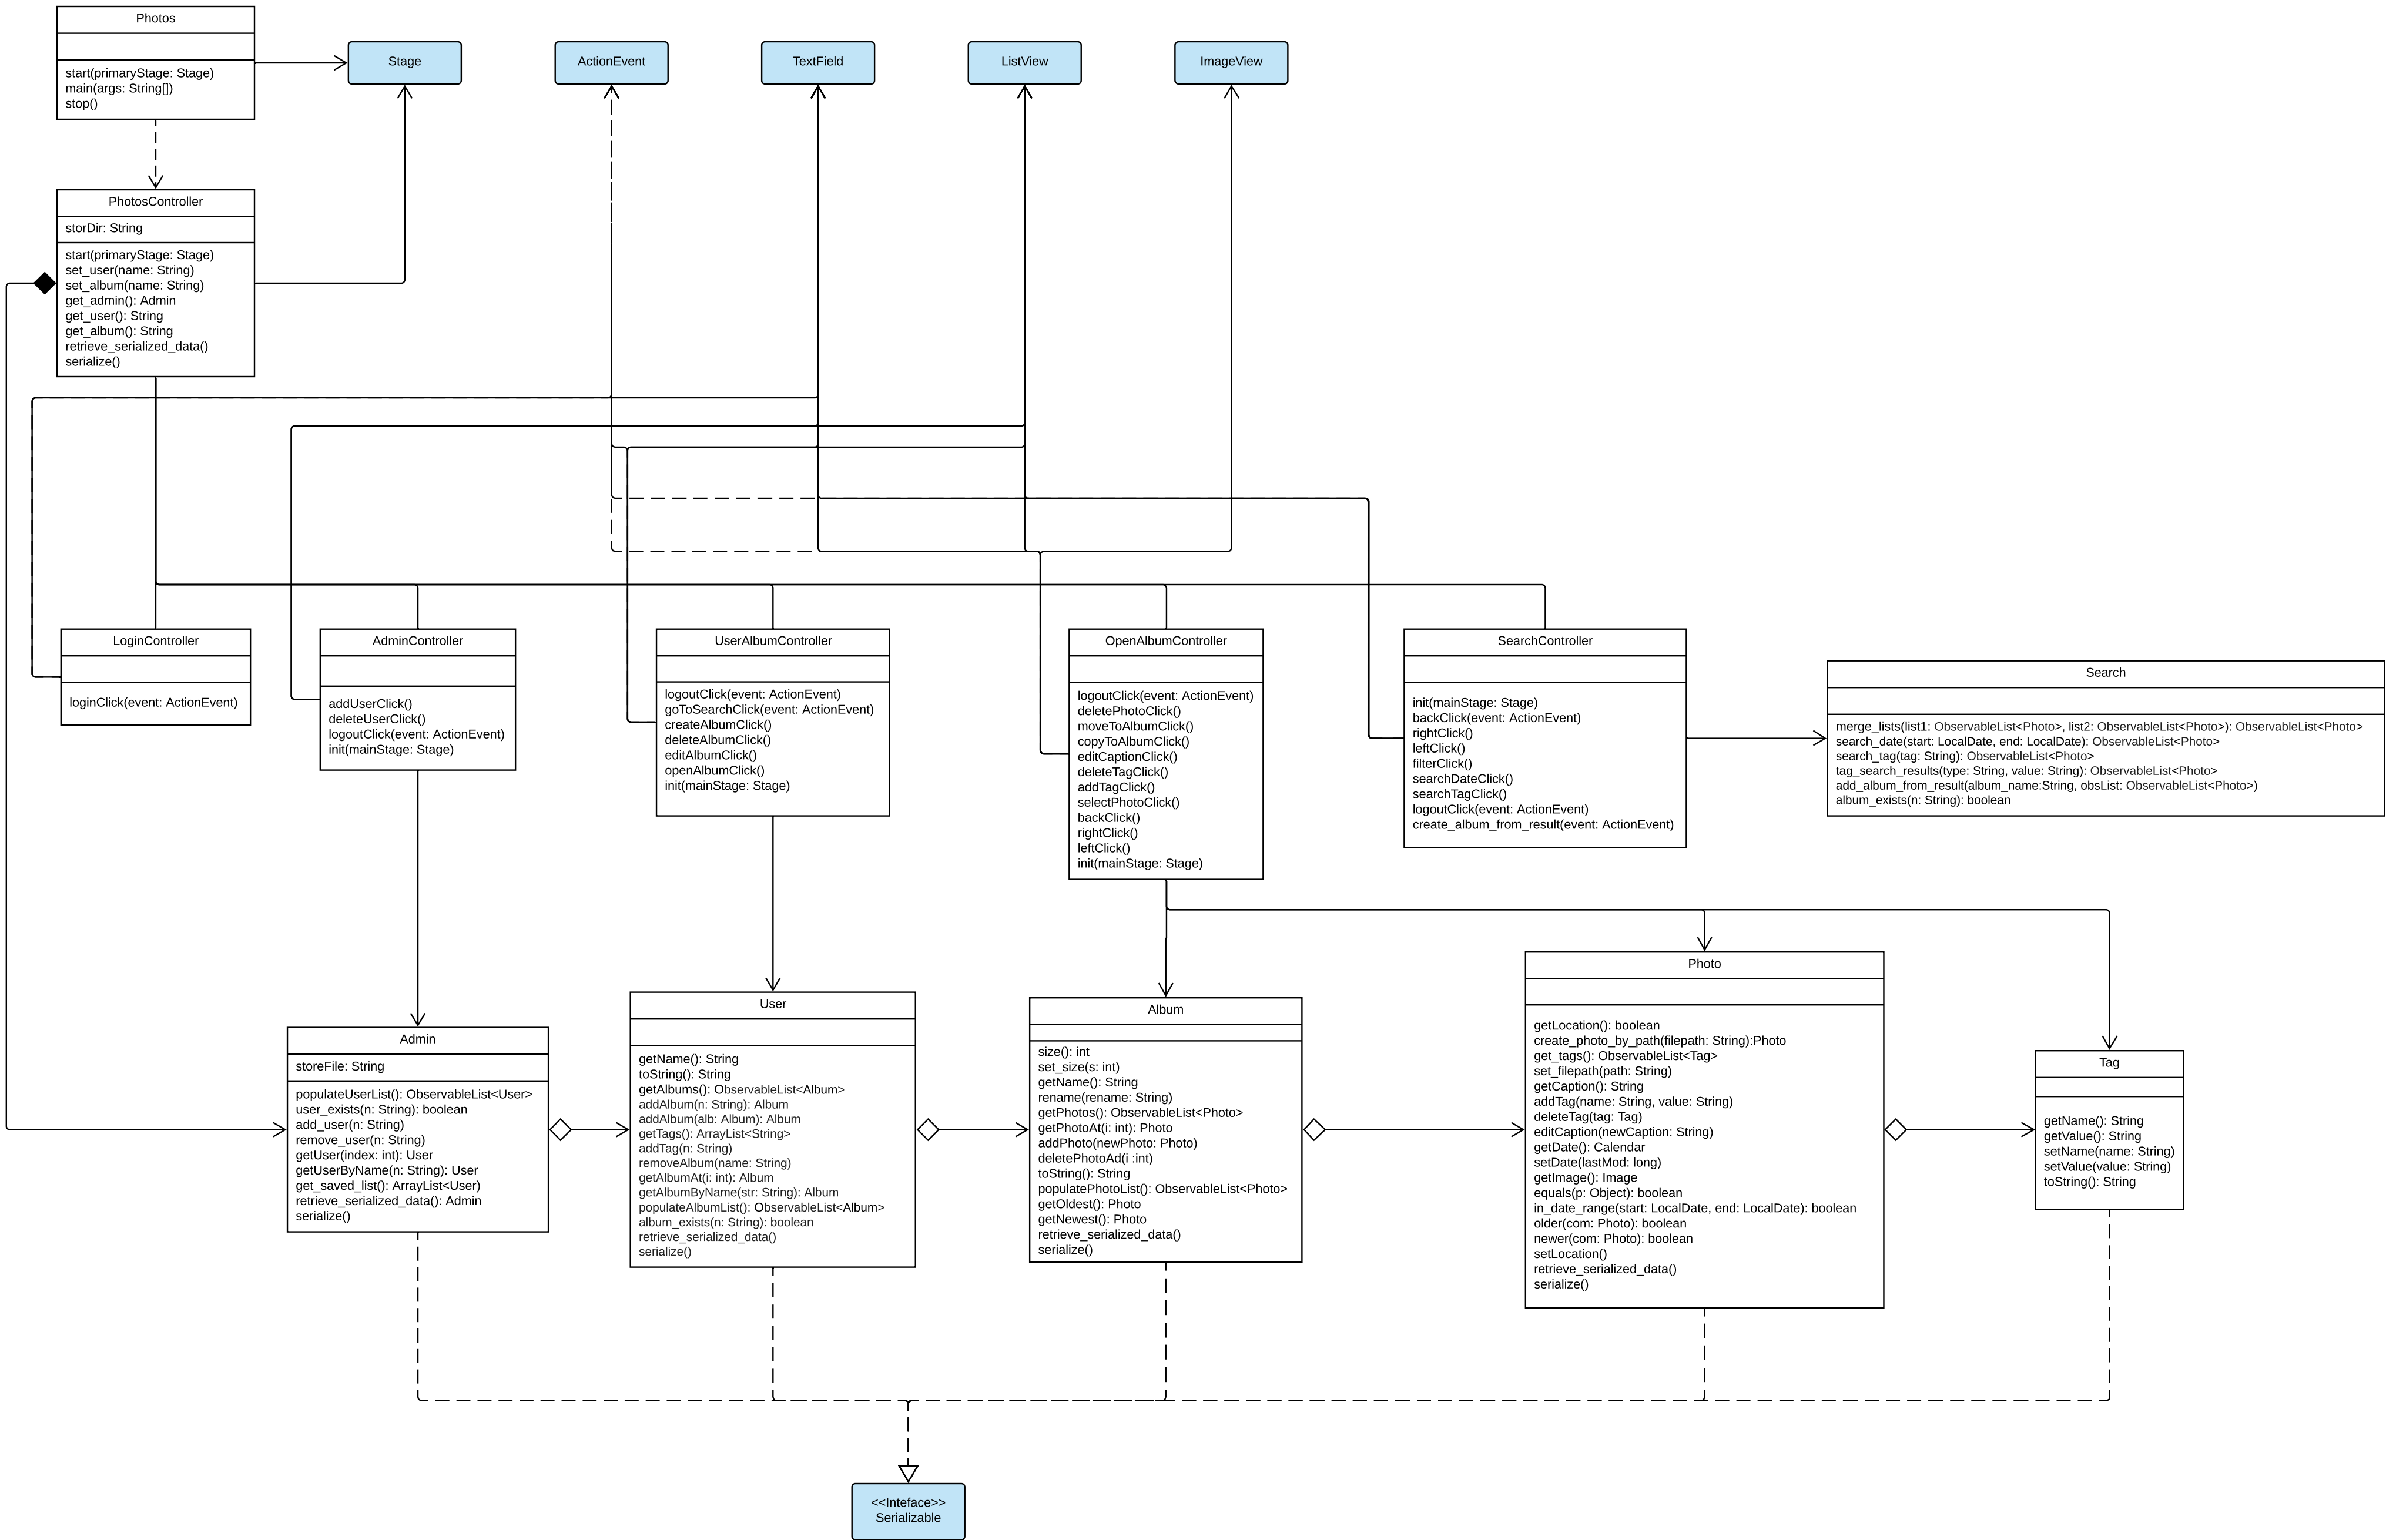 Photos
start(primaryStage: Stage)
main(args: String[])
stop()
Stage
ActionEvent
TextField
ListView
ImageView
PhotosController
storDir: String
start(primaryStage: Stage)
set_user(name: String)
set_album(name: String)
get_admin(): Admin
get_user(): String
get_album(): String
retrieve_serialized_data()
serialize()
LoginController
loginClick(event: ActionEvent)
AdminController
addUserClick()
deleteUserClick()
logoutClick(event: ActionEvent)
init(mainStage: Stage)
UserAlbumController
logoutClick(event: ActionEvent)
goToSearchClick(event: ActionEvent)
createAlbumClick()
deleteAlbumClick()
editAlbumClick()
openAlbumClick()
init(mainStage: Stage)
OpenAlbumController
logoutClick(event: ActionEvent)
deletePhotoClick()
moveToAlbumClick()
copyToAlbumClick()
editCaptionClick()
deleteTagClick()
addTagClick()
selectPhotoClick()
backClick()
rightClick()
leftClick()
init(mainStage: Stage)
SearchController
init(mainStage: Stage)
backClick(event: ActionEvent)
rightClick()
leftClick()
filterClick()
searchDateClick()
searchTagClick()
logoutClick(event: ActionEvent)
create_album_from_result(event: ActionEvent)
Search
merge_lists(list1: ObservableList<Photo>, list2: ObservableList<Photo>): ObservableList<Photo>
search_date(start: LocalDate, end: LocalDate): ObservableList<Photo>
search_tag(tag: String): ObservableList<Photo>
tag_search_results(type: String, value: String): ObservableList<Photo>
add_album_from_result(album_name:String, obsList: ObservableList<Photo>)
album_exists(n: String): boolean
Admin
storeFile: String
populateUserList(): ObservableList<User>
user_exists(n: String): boolean
add_user(n: String)
remove_user(n: String)
getUser(index: int): User
getUserByName(n: String): User
get_saved_list(): ArrayList<User)
retrieve_serialized_data(): Admin
serialize()
User
getName(): String
toString(): String
getAlbums(): ObservableList<Album>
addAlbum(n: String): Album
addAlbum(alb: Album): Album
getTags(): ArrayList<String>
addTag(n: String)
removeAlbum(name: String)
getAlbumAt(i: int): Album
getAlbumByName(str: String): Album
populateAlbumList(): ObservableList<Album>
album_exists(n: String): boolean
retrieve_serialized_data()
serialize()
Album
size(): int
set_size(s: int)
getName(): String
rename(rename: String)
getPhotos(): ObservableList<Photo>
getPhotoAt(i: int): Photo
addPhoto(newPhoto: Photo)
deletePhotoAd(i :int)
toString(): String
populatePhotoList(): ObservableList<Photo>
getOldest(): Photo
getNewest(): Photo
retrieve_serialized_data()
serialize()
Photo
getLocation(): boolean
create_photo_by_path(filepath: String):Photo
get_tags(): ObservableList<Tag>
set_filepath(path: String)
getCaption(): String
addTag(name: String, value: String)
deleteTag(tag: Tag)
editCaption(newCaption: String)
getDate(): Calendar
setDate(lastMod: long)
getImage(): Image
equals(p: Object): boolean
in_date_range(start: LocalDate, end: LocalDate): boolean
older(com: Photo): boolean
newer(com: Photo): boolean
setLocation()
retrieve_serialized_data()
serialize()
Tag
getName(): String
getValue(): String
setName(name: String)
setValue(value: String)
toString(): String
<<Inteface>>
Serializable